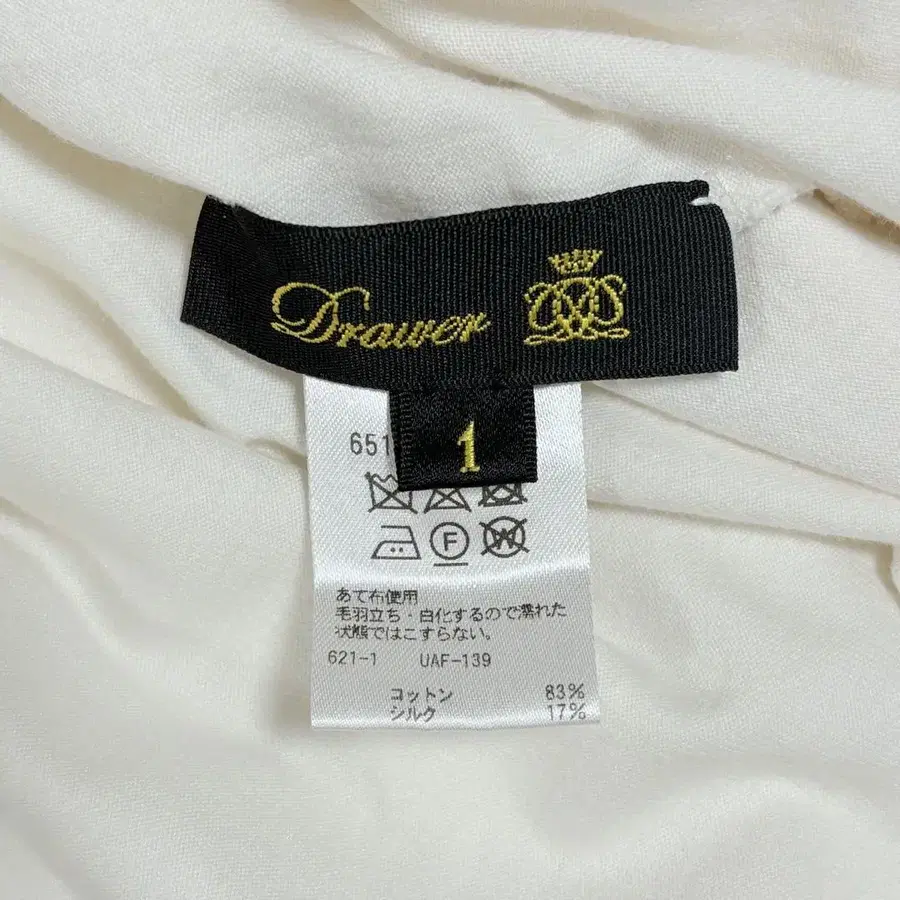 Drawer
1
651
F
W
あて布使用
毛羽立ち・白化するので濡れた
状態ではこすらない。
621-1 UAF-139
コットン 83%
シルク 17%